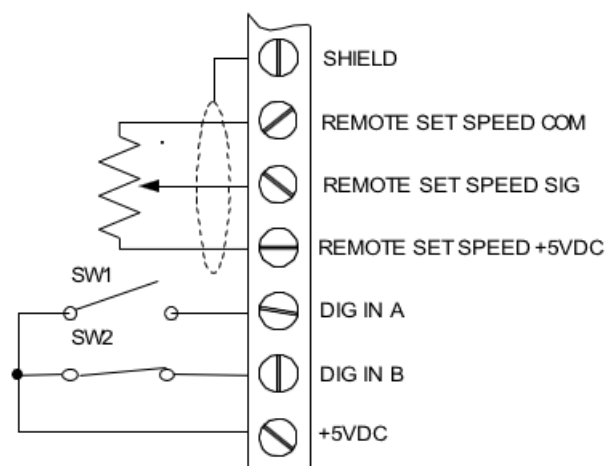 SHIELD
REMOTE SET SPEED COM
REMOTE SET SPEED SIG
REMOTE SET SPEED +5VDC
SW1
DIG IN A
SW2
DIG IN B
+5VDC